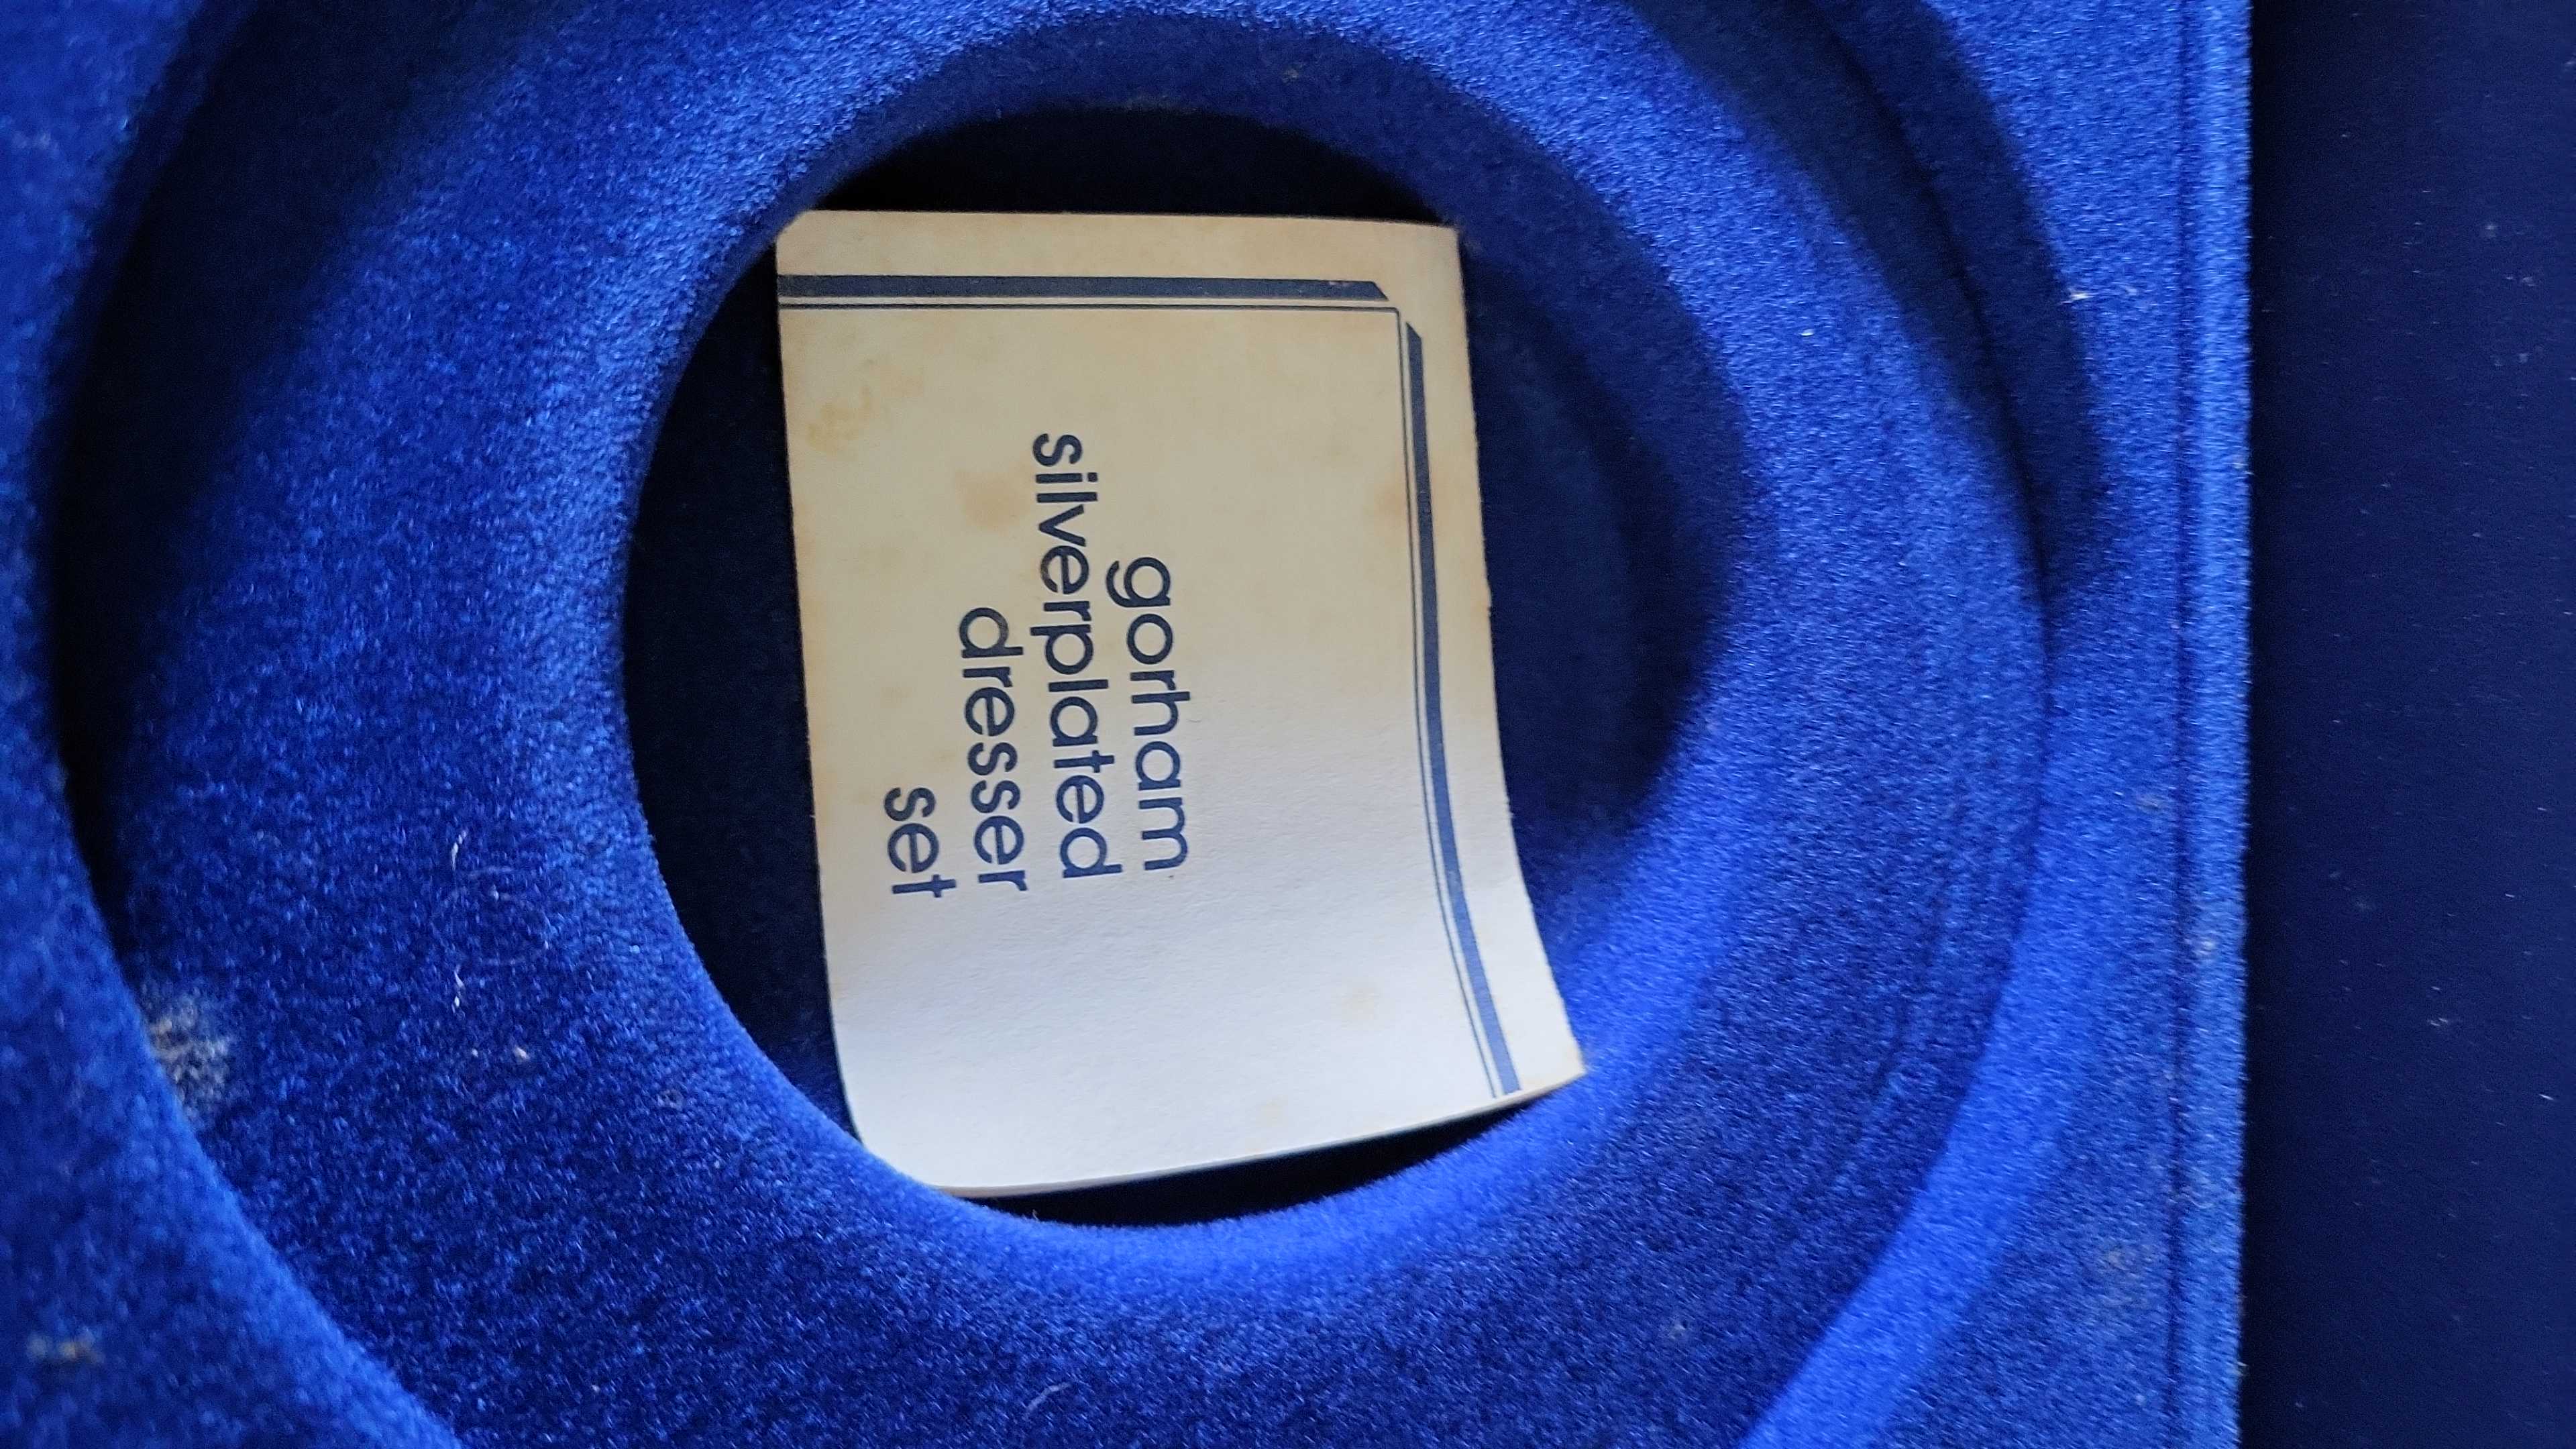 gorham
silverplated
dresser
set